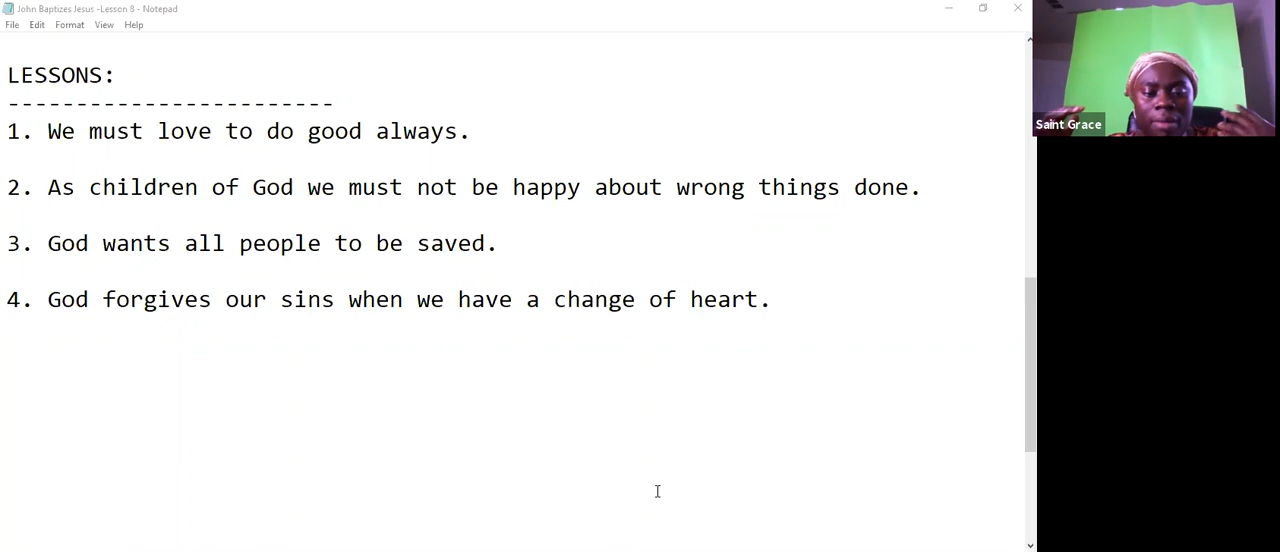 John Baptizes Jesus -Lesson 8 - Notepad
File Edit Format View Help
LESSONS:
------------------------
1. We must love to do good always.
2. As children of God we must not be happy about wrong things done.
3. God wants all people to be saved.
4. God forgives our sins when we have a change of heart.
Saint Grace